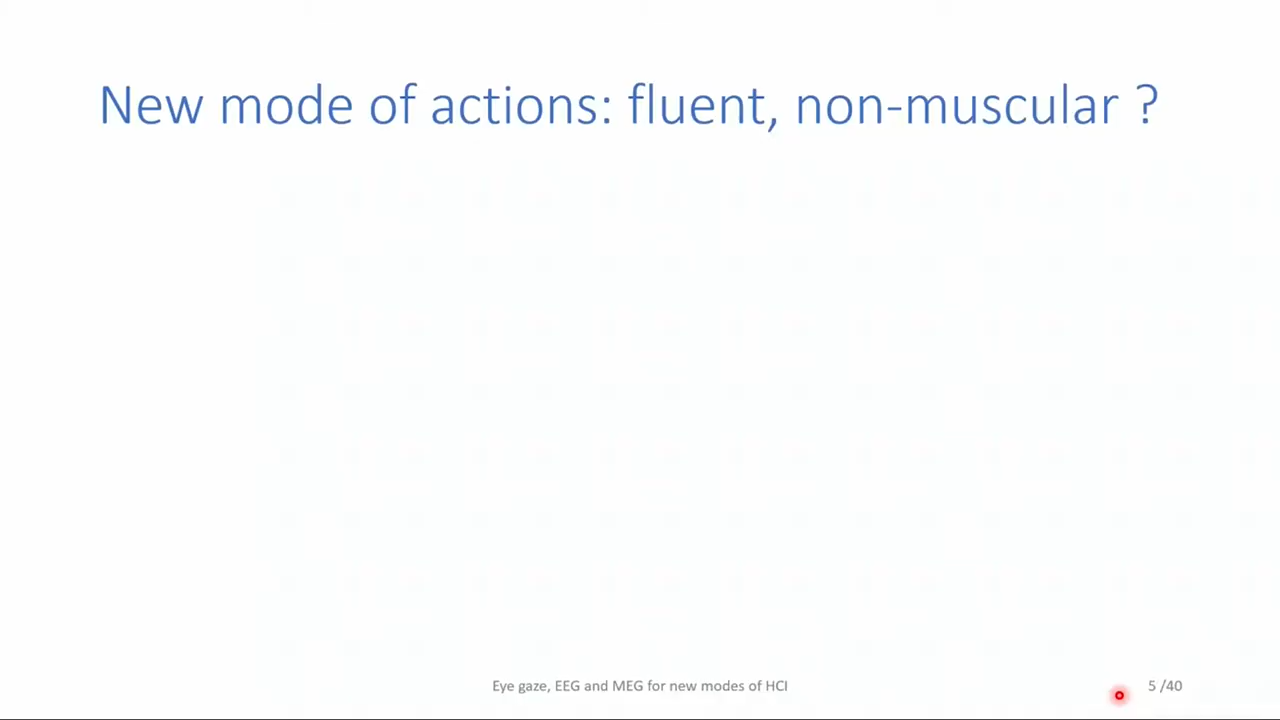 New mode of actions: fluent, non-muscular ?
Eye gaze, EEG and MEG for new modes of HCI
5 /40